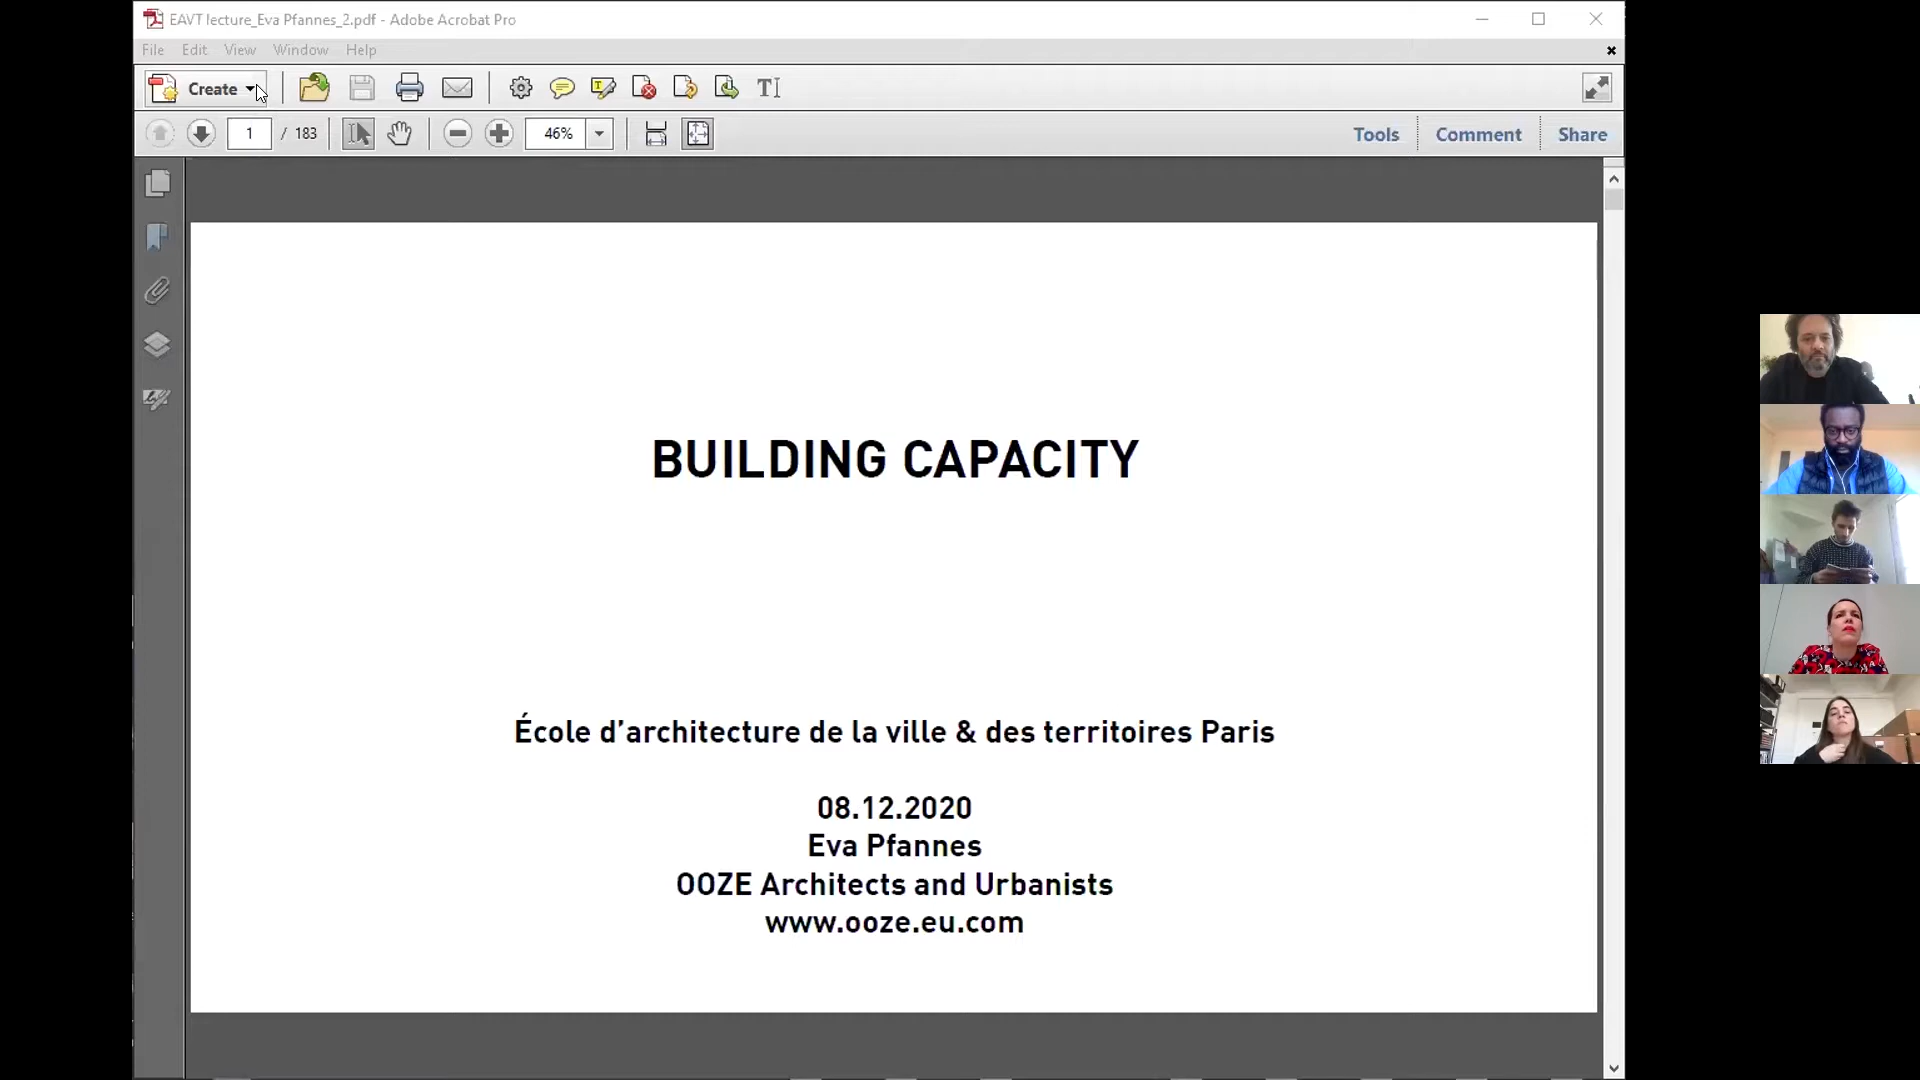 EAVT lecture_Eva Pfannes_2.pdf - Adobe Acrobat Pro
File Edit View Window Help
Create
1 / 183 46% Tools Comment Share
BUILDING CAPACITY
École d’architecture de la ville & des territoires Paris
08.12.2020
Eva Pfannes
OOZE Architects and Urbanists
www.ooze.eu.com